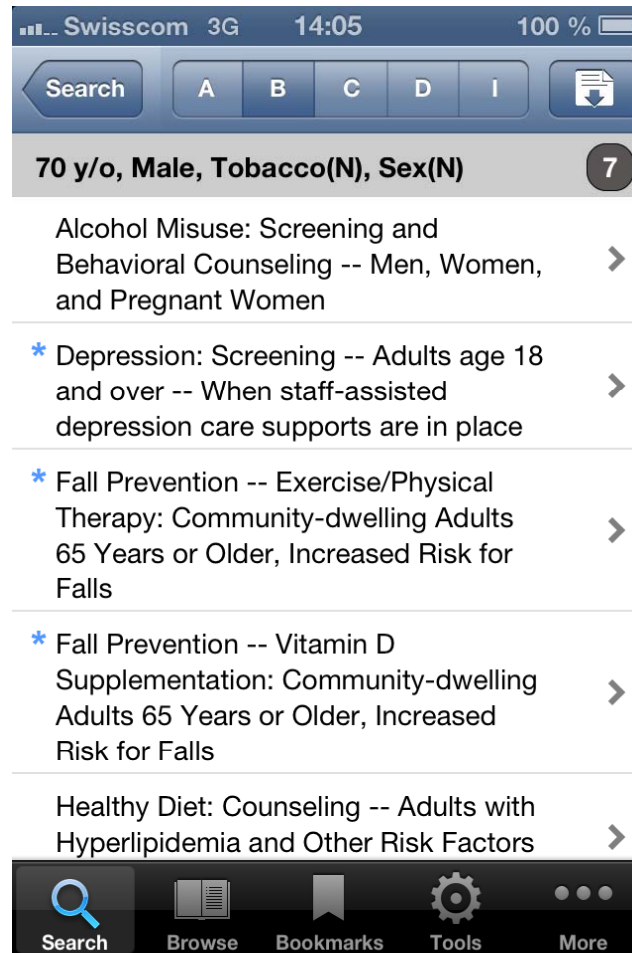 Swisscom 3G 14:05 100 %
Search A B C D I
70 y/o, Male, Tobacco(N), Sex(N) 7
Alcohol Misuse: Screening and
Behavioral Counseling -- Men, Women,
and Pregnant Women
* Depression: Screening -- Adults age 18
and over -- When staff-assisted
depression care supports are in place
* Fall Prevention -- Exercise/Physical
Therapy: Community-dwelling Adults
65 Years or Older, Increased Risk for
Falls
* Fall Prevention -- Vitamin D
Supplementation: Community-dwelling
Adults 65 Years or Older, Increased
Risk for Falls
Healthy Diet: Counseling -- Adults with
Hyperlipidemia and Other Risk Factors
Search Browse Bookmarks Tools More